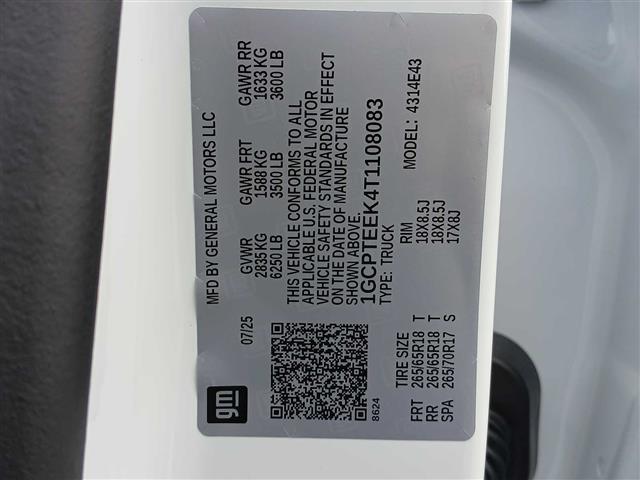 MFD BY GENERAL MOTORS LLC
07/25
GVWR GAWR FRT GAWR RR
2835 KG 1588 KG 1633 KG
6250 LB 3500 LB 3600 LB
THIS VEHICLE CONFORMS TO ALL
APPLICABLE U.S. FEDERAL MOTOR
VEHICLE SAFETY STANDARDS IN EFFECT
ON THE DATE OF MANUFACTURE
SHOWN ABOVE.
1GCPTEEK4T1108083
TYPE: TRUCK MODEL: 4314E43
gm
8624
TIRE SIZE RIM
FRT 265/65R18 T 18X8.5J
RR 265/65R18 T 18X8.5J
SPA 265/70R17 S 17X8J